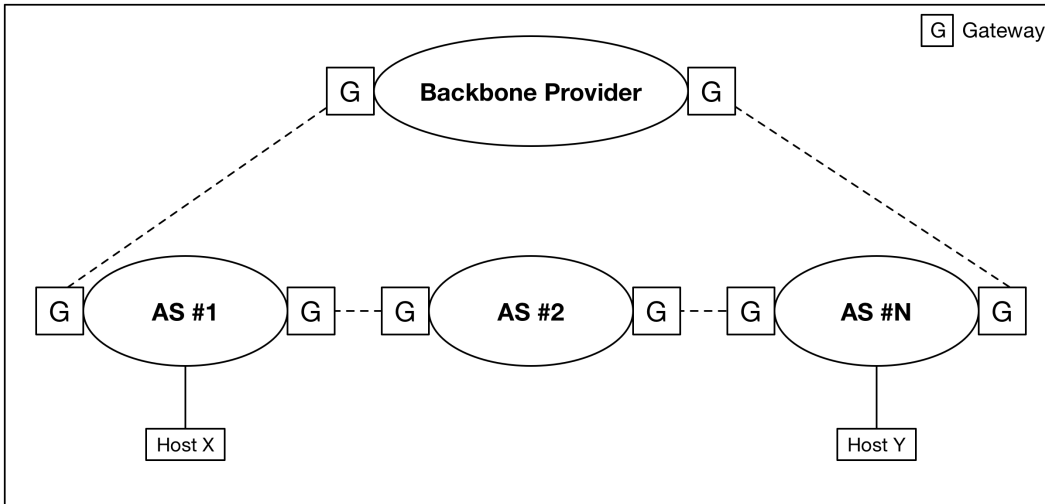 G Gateway
G Backbone Provider G
G AS #1 G G AS #2 G G AS #N G
Host X Host Y